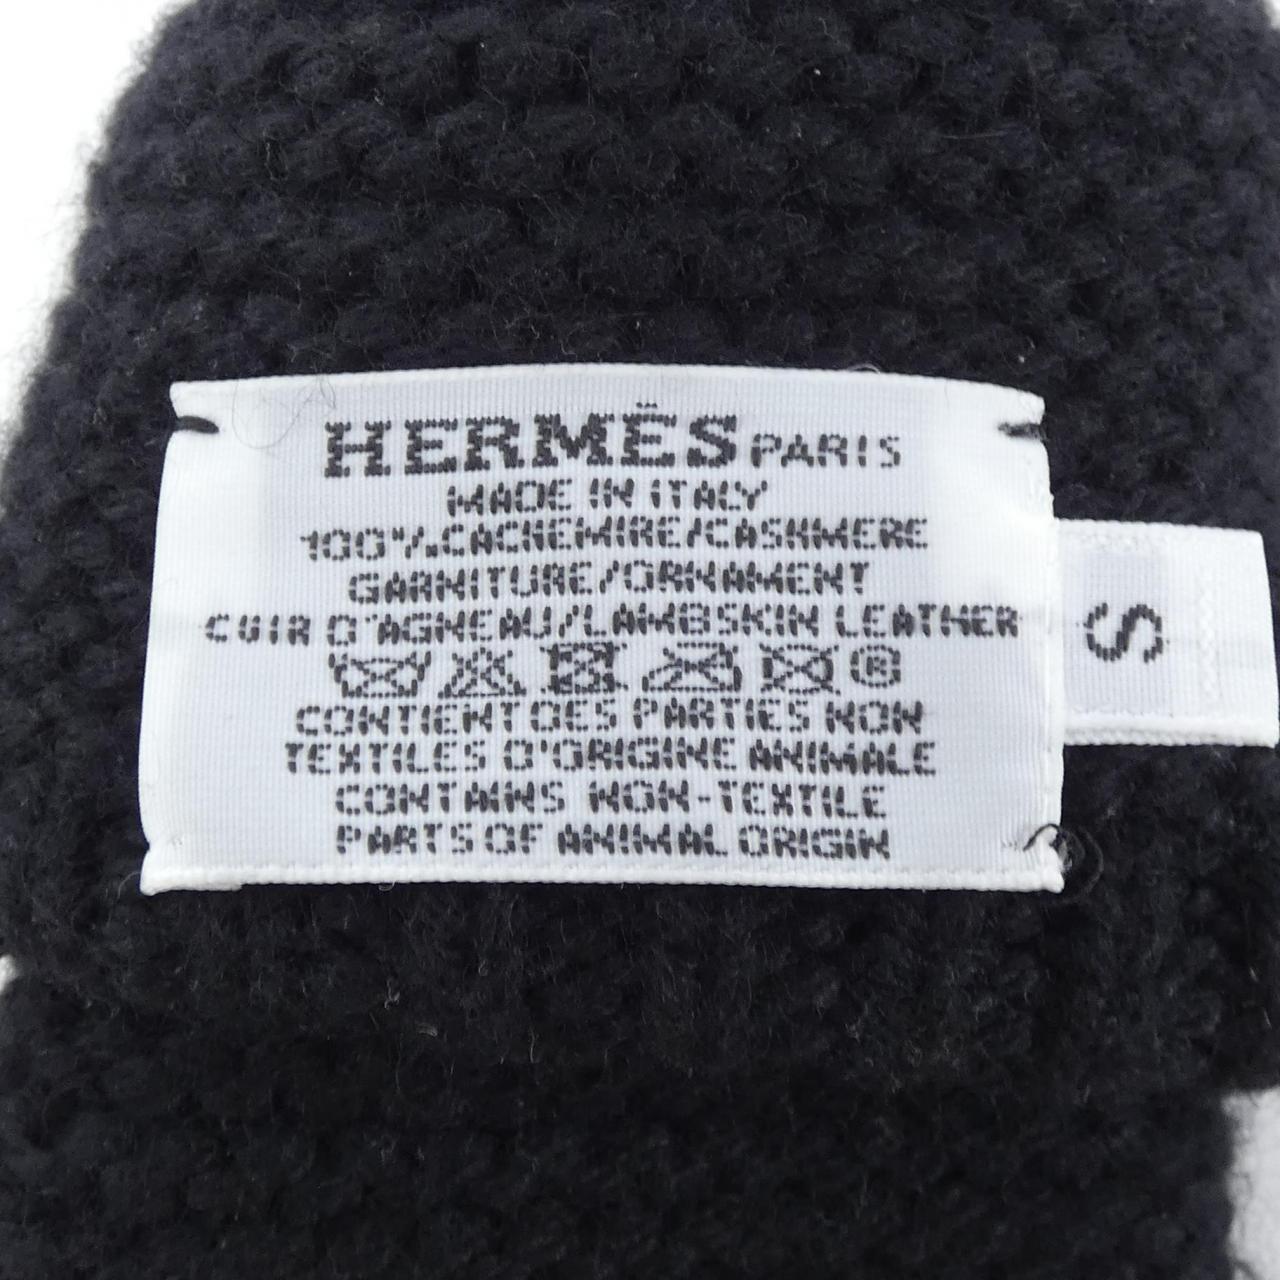 HERMÈS PARIS
MADE IN ITALY
100% CACHEMIRE/CASHMERE
GARNITURE/ORNAMENT
CUIR D'AGNEAU/LAMBSKIN LEATHER
®
CONTIENT DES PARTIES NON
TEXTILES D'ORIGINE ANIMALE
CONTAINS NON-TEXTILE
PARTS OF ANIMAL ORIGIN
S